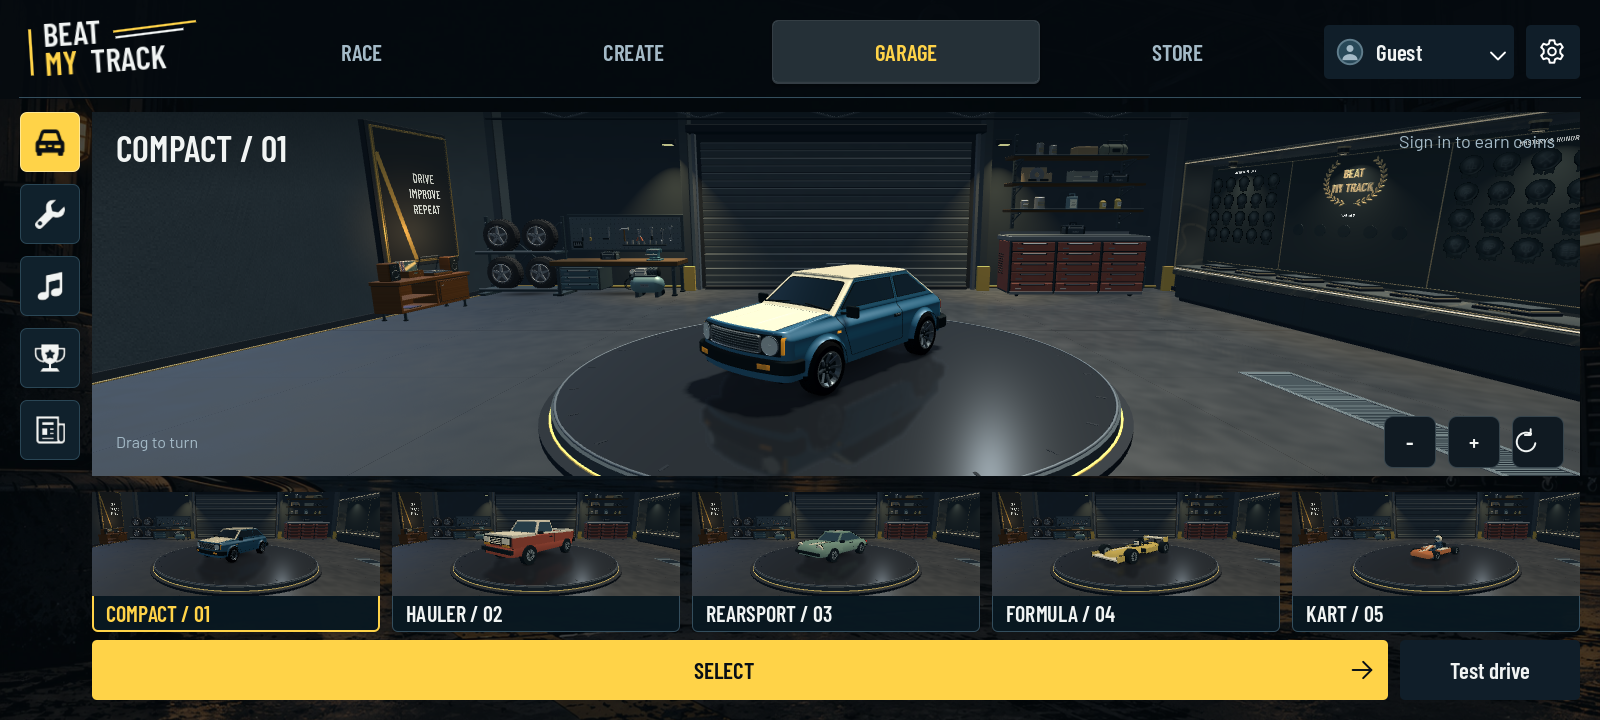 BEAT
MY TRACK
RACE
CREATE
GARAGE
STORE
Guest
COMPACT / 01
Sign in to earn coins
DRIVE
IMPROVE
REPEAT
BEAT
MY TRACK
Drag to turn
-
+
COMPACT / 01
HAULER / 02
REARSPORT / 03
FORMULA / 04
KART / 05
SELECT
Test drive